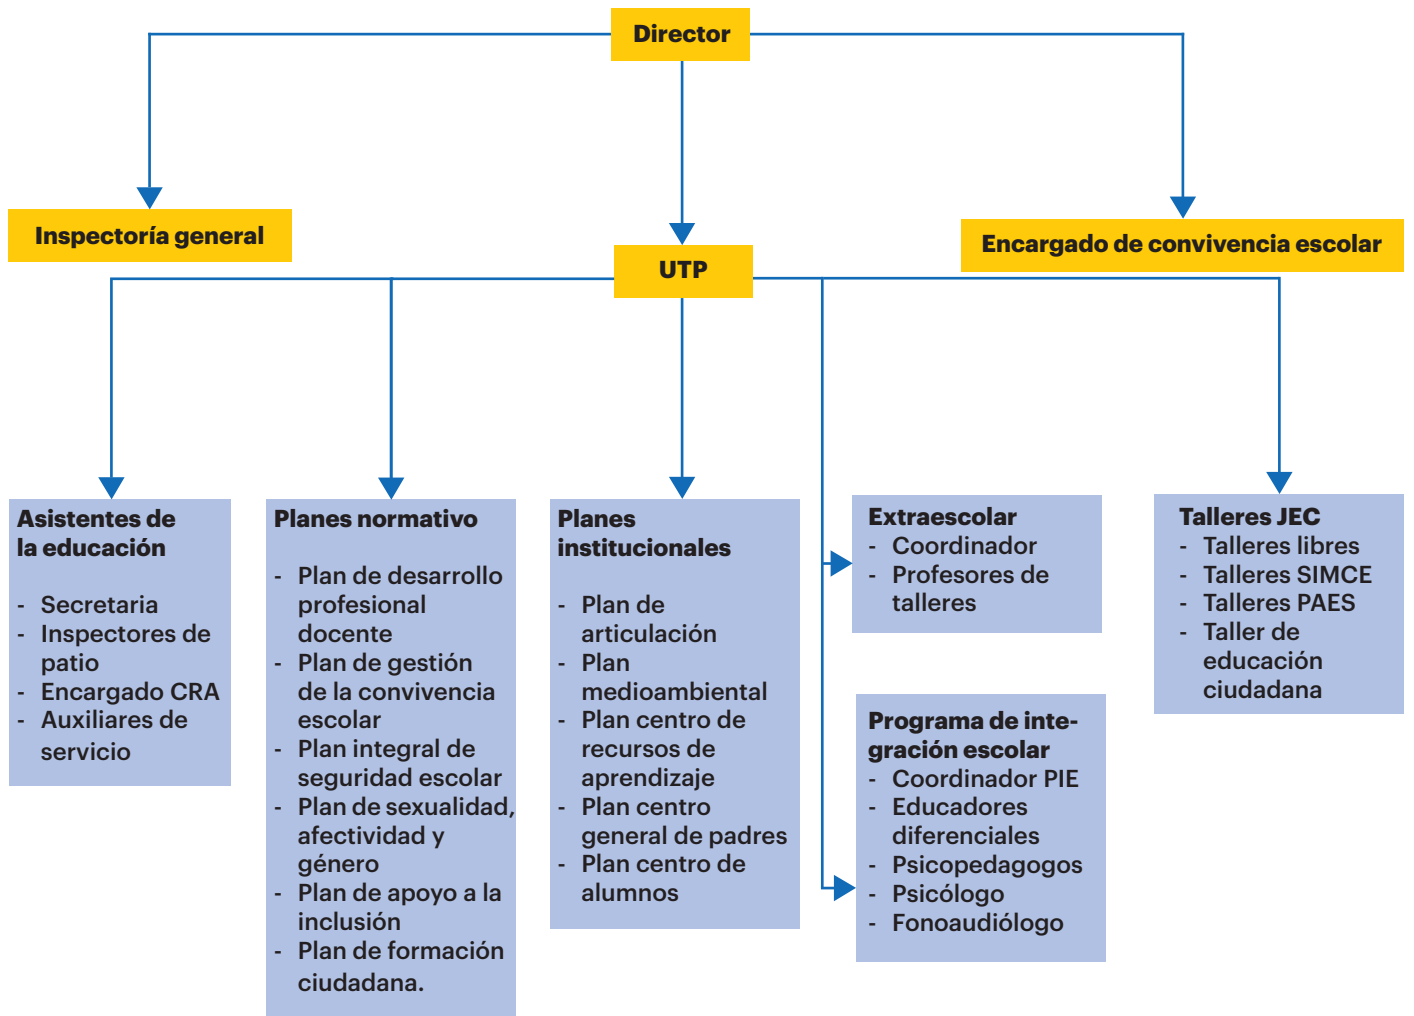 Director
Inspectoría general
Encargado de convivencia escolar
UTP
Asistentes de
la educación
- Secretaria
- Inspectores de
patio
- Encargado CRA
- Auxiliares de
servicio
Planes normativo
- Plan de desarrollo
profesional
docente
- Plan de gestión
de la convivencia
escolar
- Plan integral de
seguridad escolar
- Plan de sexualidad,
afectividad y
género
- Plan de apoyo a la
inclusión
- Plan de formación
ciudadana.
Planes
institucionales
- Plan de
articulación
- Plan
medioambiental
- Plan centro de
recursos de
aprendizaje
- Plan centro
general de padres
- Plan centro de
alumnos
Extraescolar
- Coordinador
- Profesores de
talleres
Programa de inte-
gración escolar
- Coordinador PIE
- Educadores
diferenciales
- Psicopedagogos
- Psicólogo
- Fonoaudiólogo
Talleres JEC
- Talleres libres
- Talleres SIMCE
- Talleres PAES
- Taller de
educación
ciudadana